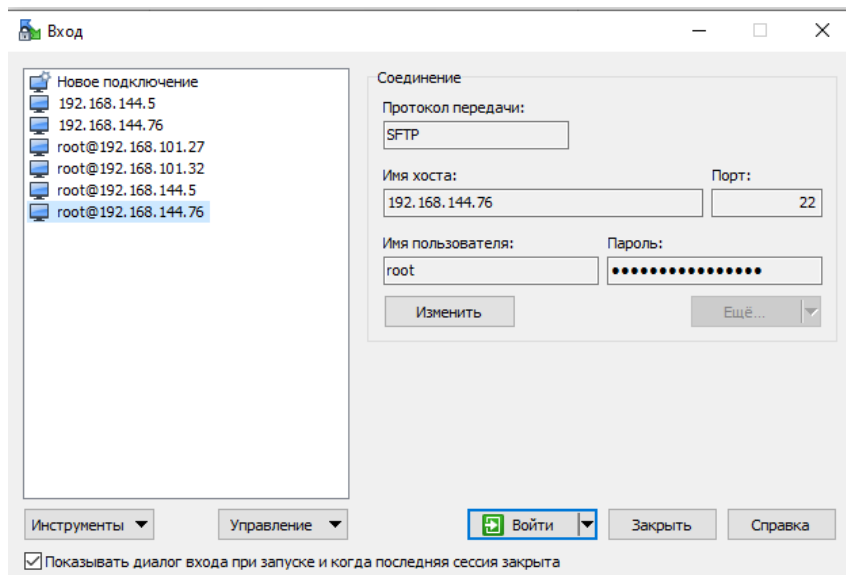 Вход
Новое подключение
192.168.144.5
192.168.144.76
root@192.168.101.27
root@192.168.101.32
root@192.168.144.5
root@192.168.144.76
Соединение
Протокол передачи:
SFTP
Имя хоста:
Порт:
192.168.144.76
22
Имя пользователя:
Пароль:
root
••••••••••••••••
Изменить
Ещё...
Инструменты
Управление
Войти
Закрыть
Справка
Показывать диалог входа при запуске и когда последняя сессия закрыта